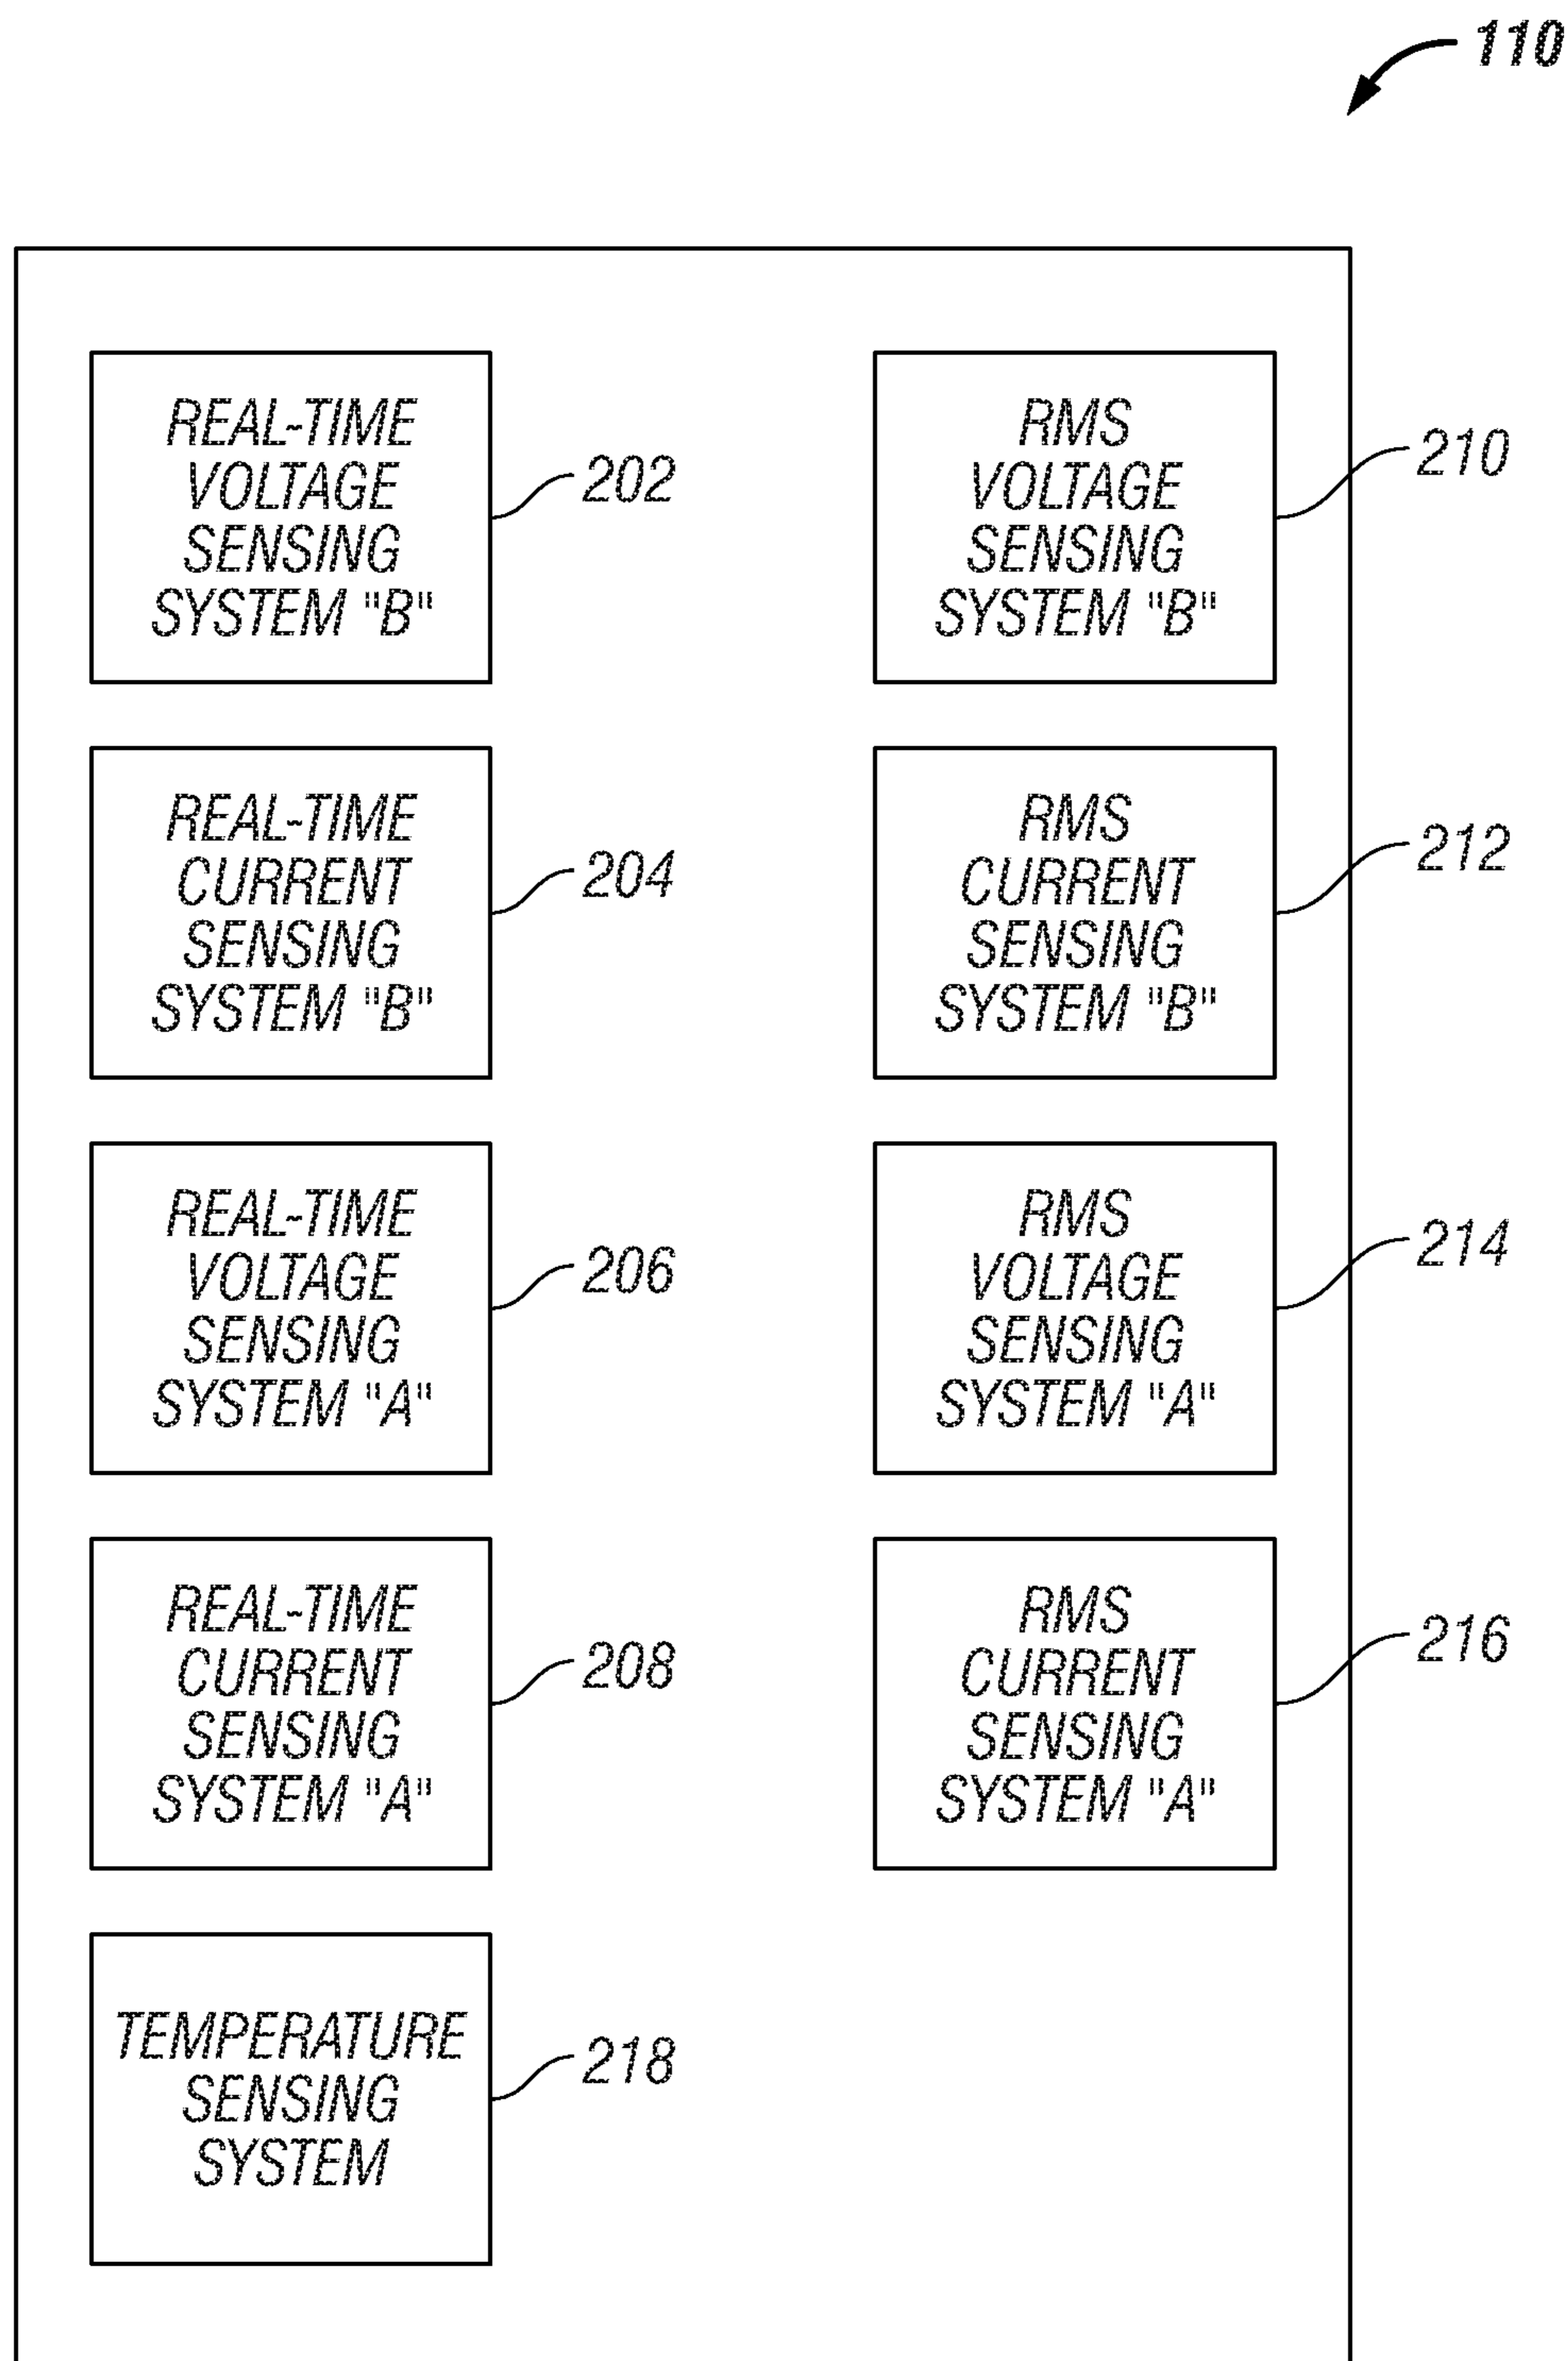 110
REAL-TIME
VOLTAGE
SENSING
SYSTEM "B"
202
RMS
VOLTAGE
SENSING
SYSTEM "B"
210
REAL-TIME
CURRENT
SENSING
SYSTEM "B"
204
RMS
CURRENT
SENSING
SYSTEM "B"
212
REAL-TIME
VOLTAGE
SENSING
SYSTEM "A"
206
RMS
VOLTAGE
SENSING
SYSTEM "A"
214
REAL-TIME
CURRENT
SENSING
SYSTEM "A"
208
RMS
CURRENT
SENSING
SYSTEM "A"
216
TEMPERATURE
SENSING
SYSTEM
218